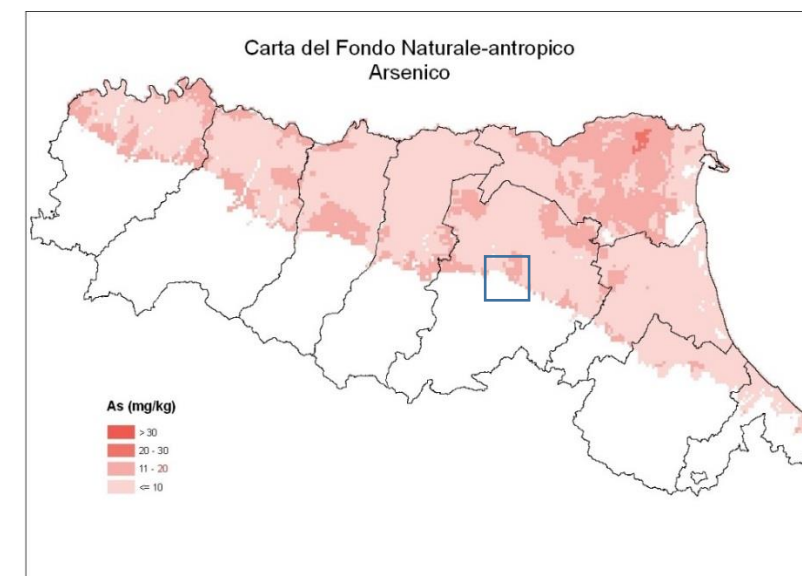 Carta del Fondo Naturale-antropico
Arsenico
As (mg/kg)
> 30
20 - 30
11 - 20
<= 10